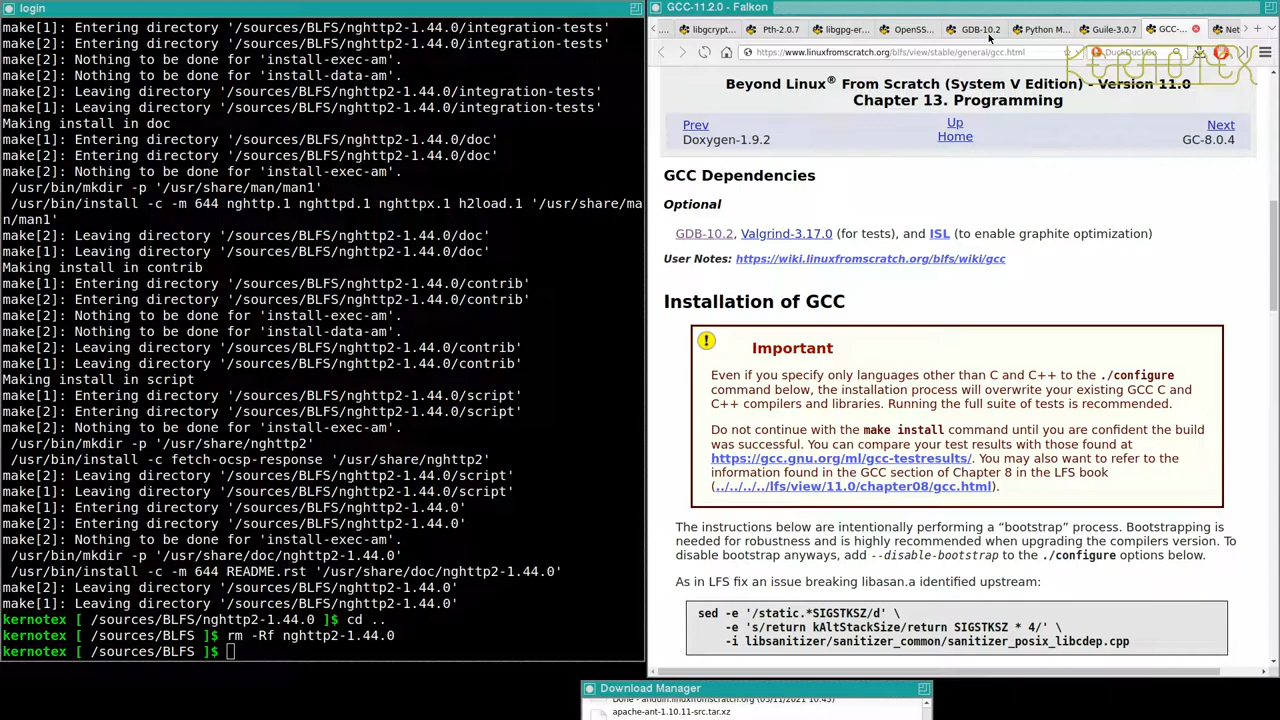 login
make[1]: Entering directory '/sources/BLFS/nghttp2-1.44.0/integration-tests'
make[2]: Entering directory '/sources/BLFS/nghttp2-1.44.0/integration-tests'
make[2]: Nothing to be done for 'install-exec-am'.
make[2]: Nothing to be done for 'install-data-am'.
make[2]: Leaving directory '/sources/BLFS/nghttp2-1.44.0/integration-tests'
make[1]: Leaving directory '/sources/BLFS/nghttp2-1.44.0/integration-tests'
Making install in doc
make[1]: Entering directory '/sources/BLFS/nghttp2-1.44.0/doc'
make[2]: Entering directory '/sources/BLFS/nghttp2-1.44.0/doc'
make[2]: Nothing to be done for 'install-exec-am'.
/usr/bin/mkdir -p '/usr/share/man/man1'
/usr/bin/install -c -m 644 nghttp.1 nghttpd.1 nghttpx.1 h2load.1 '/usr/share/ma
n/man1'
make[2]: Leaving directory '/sources/BLFS/nghttp2-1.44.0/doc'
make[1]: Leaving directory '/sources/BLFS/nghttp2-1.44.0/doc'
Making install in contrib
make[1]: Entering directory '/sources/BLFS/nghttp2-1.44.0/contrib'
make[2]: Entering directory '/sources/BLFS/nghttp2-1.44.0/contrib'
make[2]: Nothing to be done for 'install-exec-am'.
make[2]: Nothing to be done for 'install-data-am'.
make[2]: Leaving directory '/sources/BLFS/nghttp2-1.44.0/contrib'
make[1]: Leaving directory '/sources/BLFS/nghttp2-1.44.0/contrib'
Making install in script
make[1]: Entering directory '/sources/BLFS/nghttp2-1.44.0/script'
make[2]: Entering directory '/sources/BLFS/nghttp2-1.44.0/script'
make[2]: Nothing to be done for 'install-exec-am'.
/usr/bin/mkdir -p '/usr/share/nghttp2'
/usr/bin/install -c fetch-ocsp-response '/usr/share/nghttp2'
make[2]: Leaving directory '/sources/BLFS/nghttp2-1.44.0/script'
make[1]: Leaving directory '/sources/BLFS/nghttp2-1.44.0/script'
make[1]: Entering directory '/sources/BLFS/nghttp2-1.44.0'
make[2]: Entering directory '/sources/BLFS/nghttp2-1.44.0'
make[2]: Nothing to be done for 'install-exec-am'.
/usr/bin/mkdir -p '/usr/share/doc/nghttp2-1.44.0'
/usr/bin/install -c -m 644 README.rst '/usr/share/doc/nghttp2-1.44.0'
make[2]: Leaving directory '/sources/BLFS/nghttp2-1.44.0'
make[1]: Leaving directory '/sources/BLFS/nghttp2-1.44.0'
kernotex [ /sources/BLFS/nghttp2-1.44.0 ]$ cd ..
kernotex [ /sources/BLFS ]$ rm -Rf nghttp2-1.44.0
kernotex [ /sources/BLFS ]$
GCC-11.2.0 - Falkon
... libgcrypt... Pth-2.0.7 libgpg-er... OpenSS... GDB-10.2 Python M... Guile-3.0.7 GCC-... Net
https://www.linuxfromscratch.org/blfs/view/stable/general/gcc.html DuckDuckGo
KERNOTEX
Beyond Linux® From Scratch (System V Edition) - Version 11.0
Chapter 13. Programming
Prev Up Next
Doxygen-1.9.2 Home GC-8.0.4
GCC Dependencies
Optional
GDB-10.2, Valgrind-3.17.0 (for tests), and ISL (to enable graphite optimization)
User Notes: https://wiki.linuxfromscratch.org/blfs/wiki/gcc
Installation of GCC
! Important
Even if you specify only languages other than C and C++ to the ./configure
command below, the installation process will overwrite your existing GCC C and
C++ compilers and libraries. Running the full suite of tests is recommended.
Do not continue with the make install command until you are confident the build
was successful. You can compare your test results with those found at
https://gcc.gnu.org/ml/gcc-testresults/. You may also want to refer to the
information found in the GCC section of Chapter 8 in the LFS book
(../../../../lfs/view/11.0/chapter08/gcc.html).
The instructions below are intentionally performing a “bootstrap” process. Bootstrapping is
needed for robustness and is highly recommended when upgrading the compilers version. To
disable bootstrap anyways, add --disable-bootstrap to the ./configure options below.
As in LFS fix an issue breaking libasan.a identified upstream:
sed -e '/static.*SIGSTKSZ/d' \
-e 's/return kAltStackSize/return SIGSTKSZ * 4/' \
-i libsanitizer/sanitizer_common/sanitizer_posix_libcdep.cpp
Download Manager
Done - anduin.linuxfromscratch.org (03/11/2021 10:45)
apache-ant-1.10.11-src.tar.xz